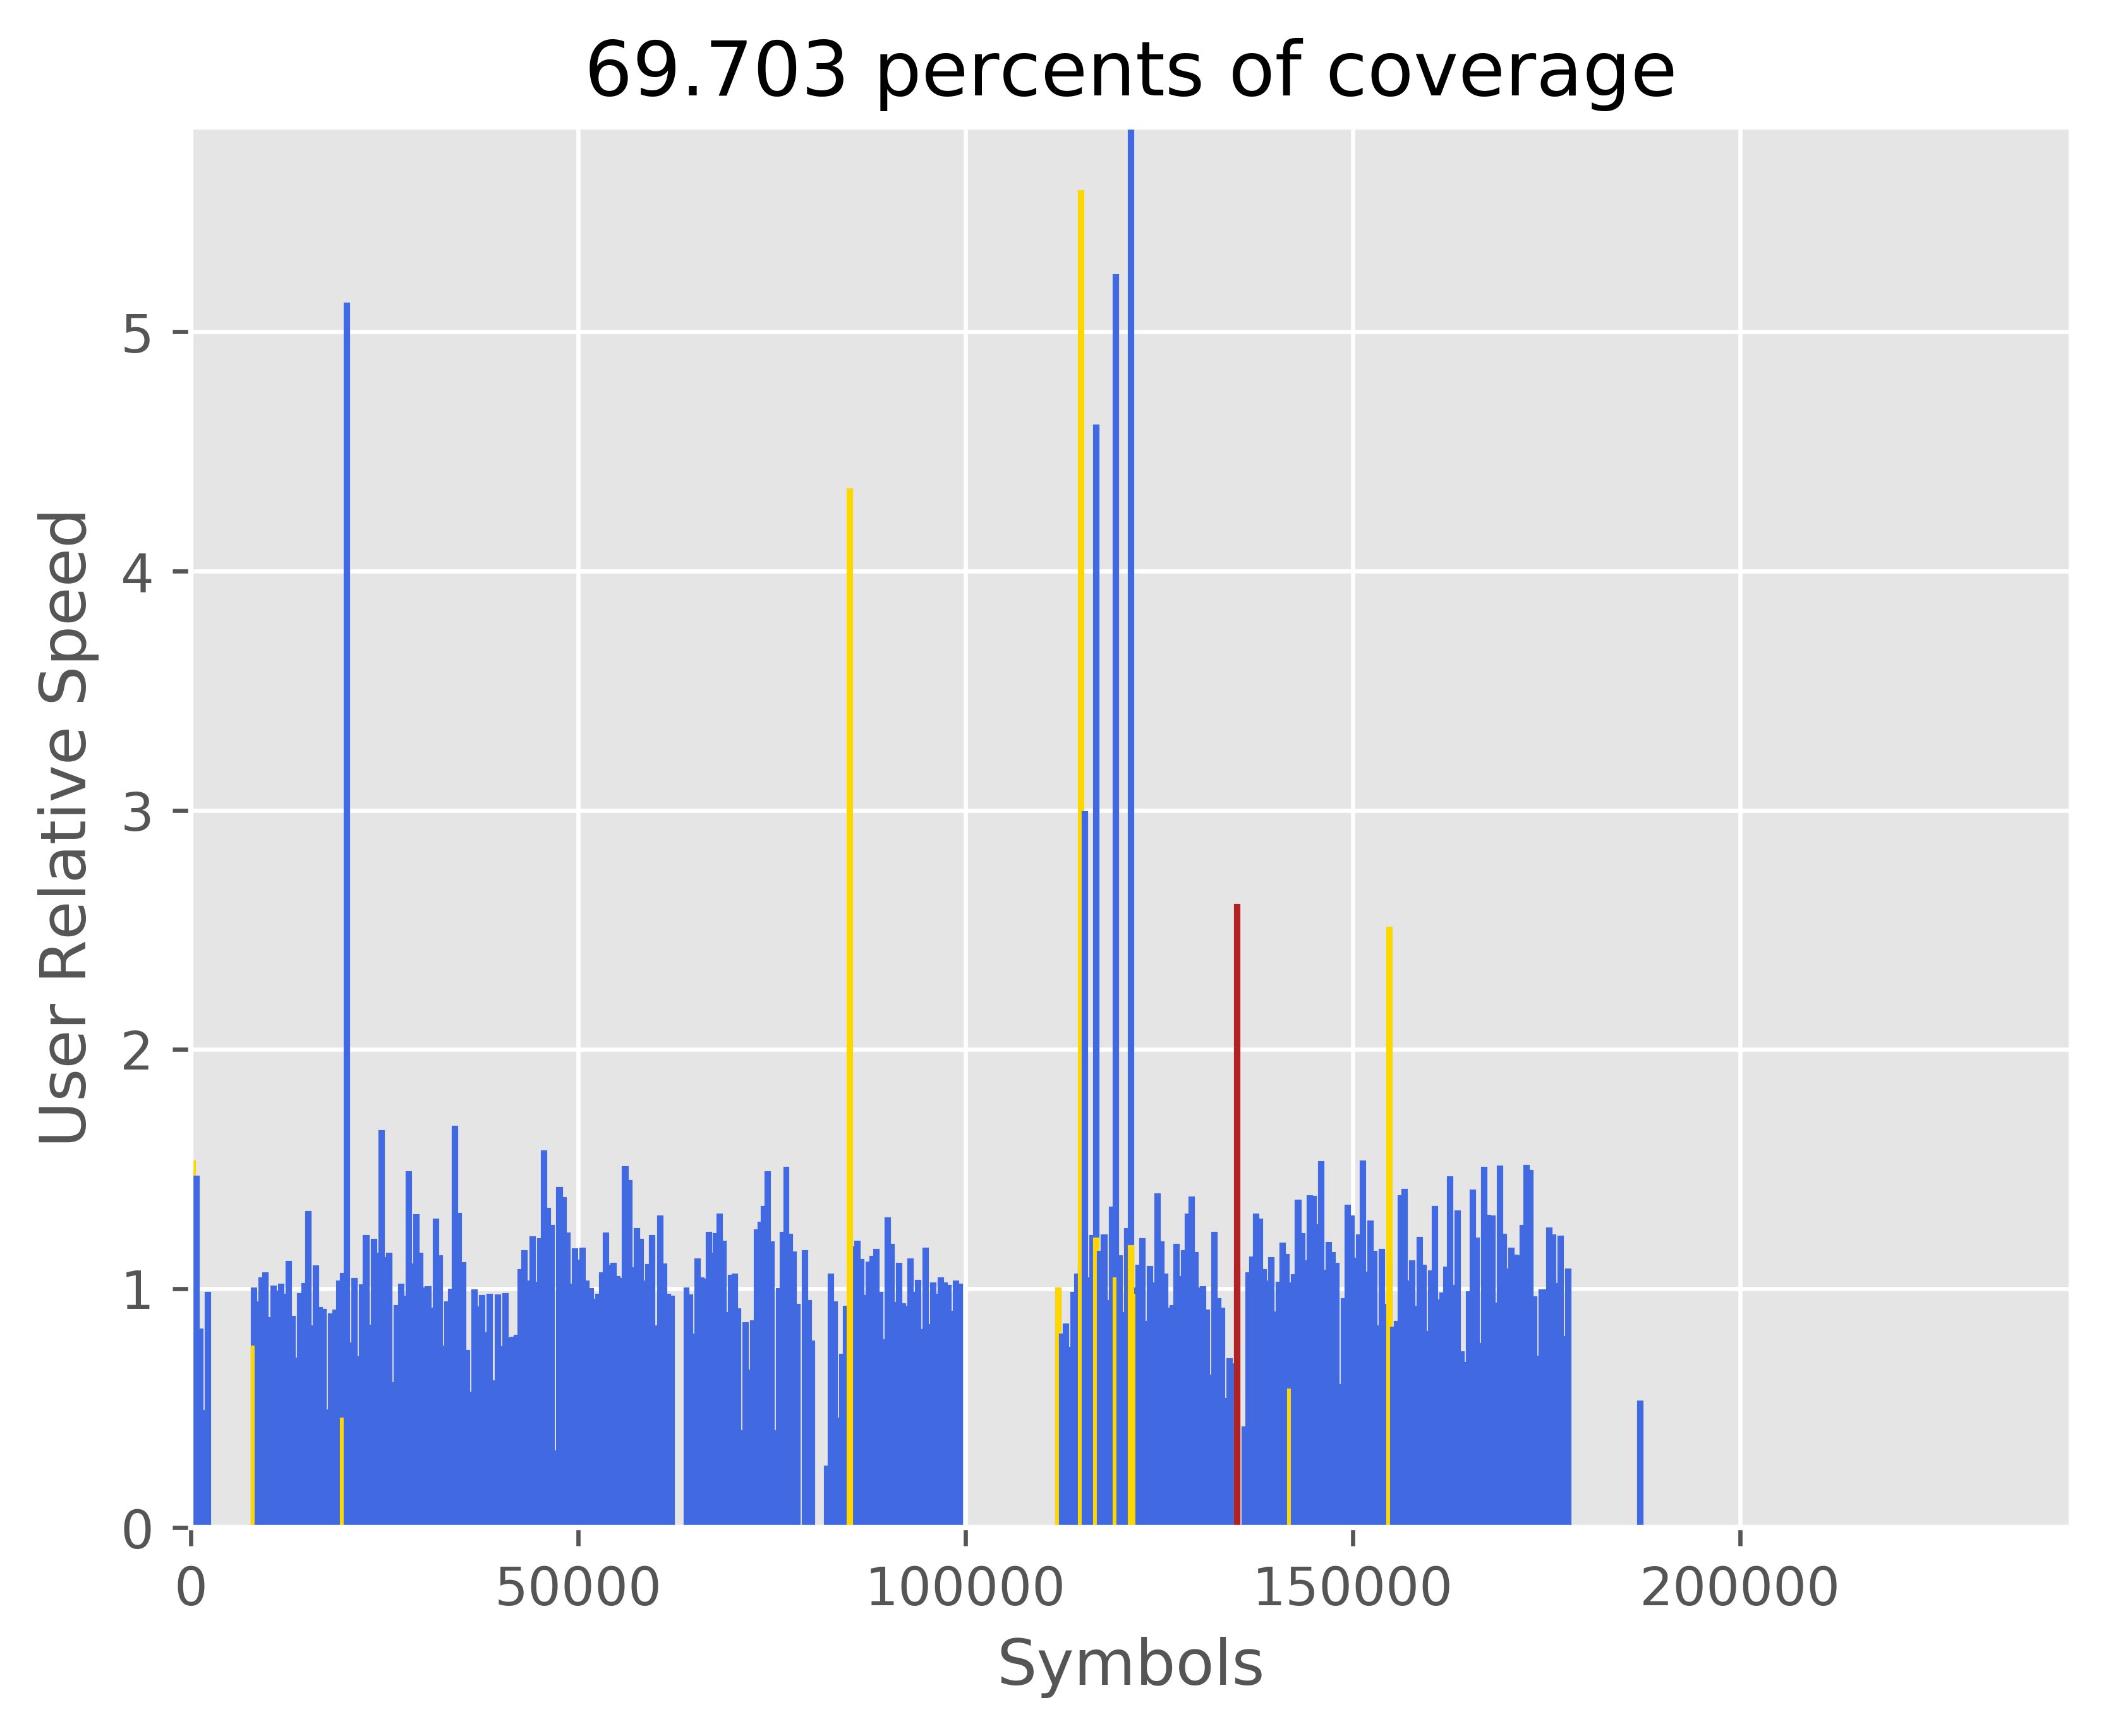 69.703 percents of coverage
User Relative Speed
5
4
3
2
1
0
0 50000 100000 150000 200000
Symbols